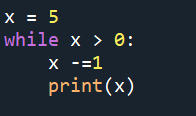 x = 5
while x > 0:
    x -=1
    print(x)